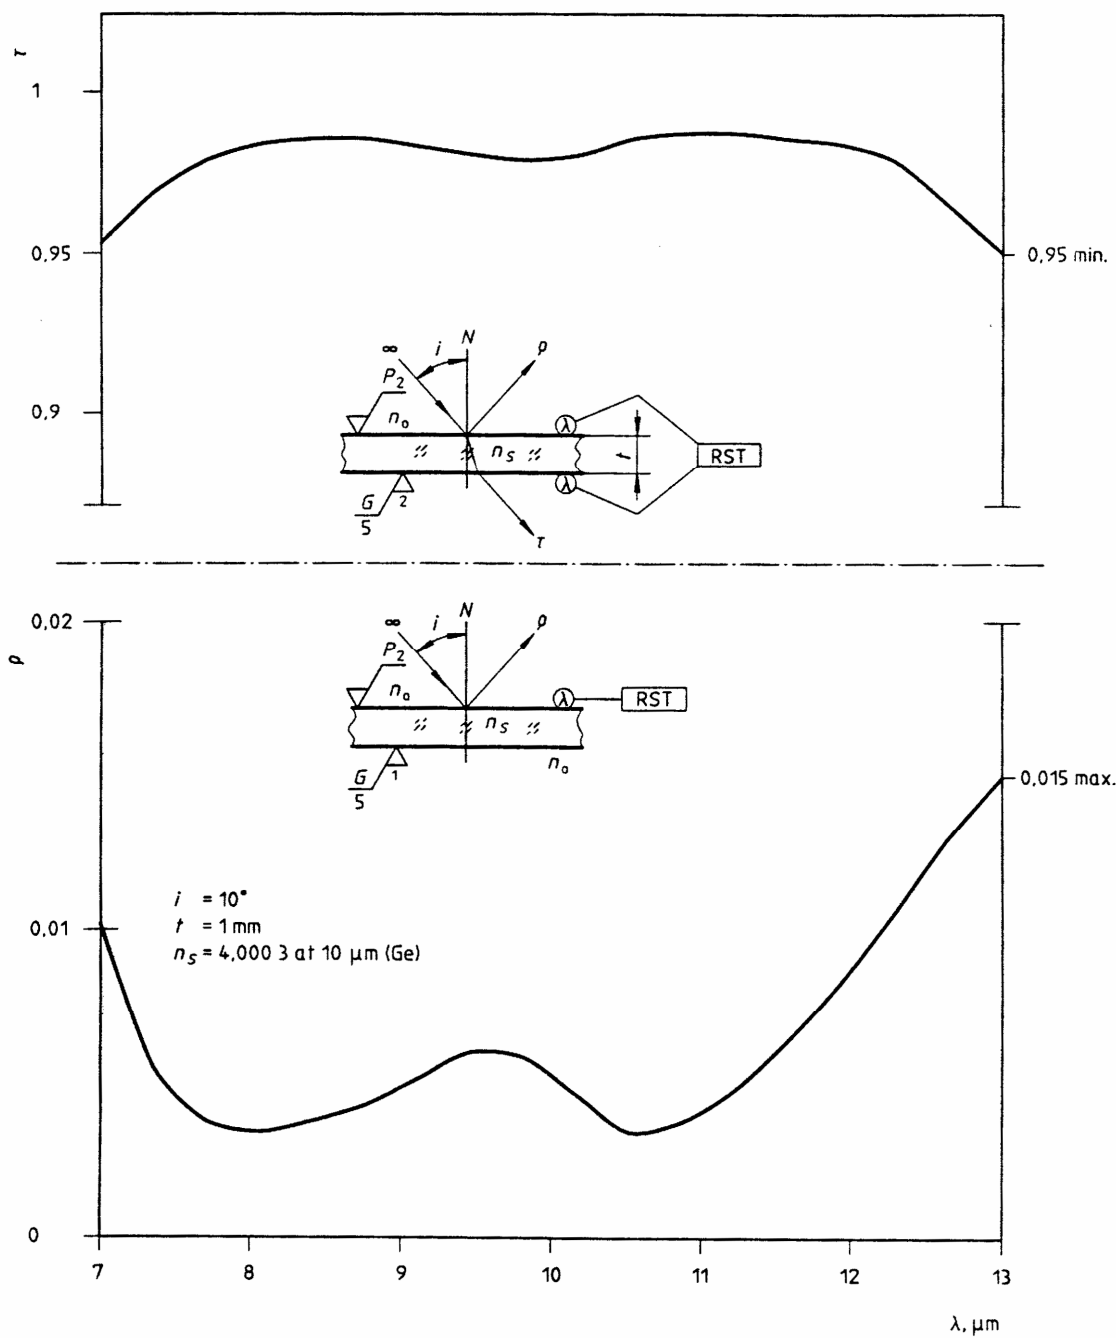 τ
1
0,95
0,95 min.
0,9
∞
i
N
ρ
P2
n0
nS
λ
t
RST
λ
G
5
2
τ
0,02
ρ
∞
i
N
ρ
P2
n0
nS
λ
RST
G
5
1
n0
0,015 max.
0,01
i = 10°
t = 1 mm
nS = 4,000 3 at 10 μm (Ge)
0
7 8 9 10 11 12 13
λ, μm